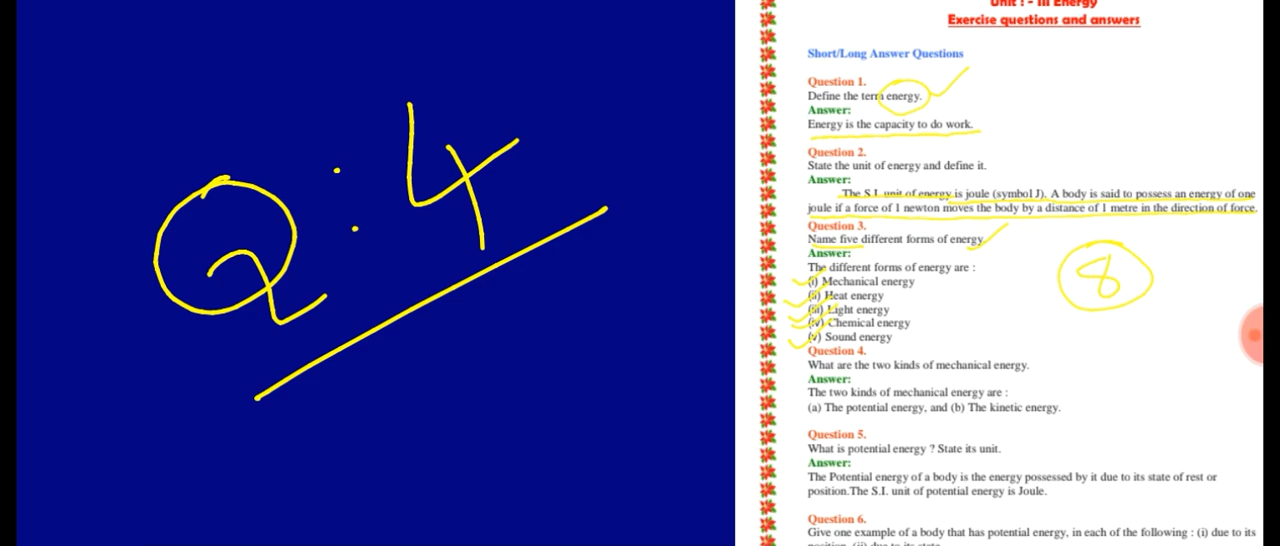 Q : 4
Unit : - III Energy
Exercise questions and answers
Short/Long Answer Questions
Question 1.
Define the term energy.
Answer:
Energy is the capacity to do work.
Question 2.
State the unit of energy and define it.
Answer:
The S.I. unit of energy is joule (symbol J). A body is said to possess an energy of one
joule if a force of 1 newton moves the body by a distance of 1 metre in the direction of force.
Question 3.
Name five different forms of energy
Answer:
The different forms of energy are :
(i) Mechanical energy
(ii) Heat energy
(iii) Light energy
(iv) Chemical energy
(v) Sound energy
8
Question 4.
What are the two kinds of mechanical energy.
Answer:
The two kinds of mechanical energy are :
(a) The potential energy, and (b) The kinetic energy.
Question 5.
What is potential energy ? State its unit.
Answer:
The Potential energy of a body is the energy possessed by it due to its state of rest or
position.The S.I. unit of potential energy is Joule.
Question 6.
Give one example of a body that has potential energy, in each of the following : (i) due to its
position, (ii) due to its state.